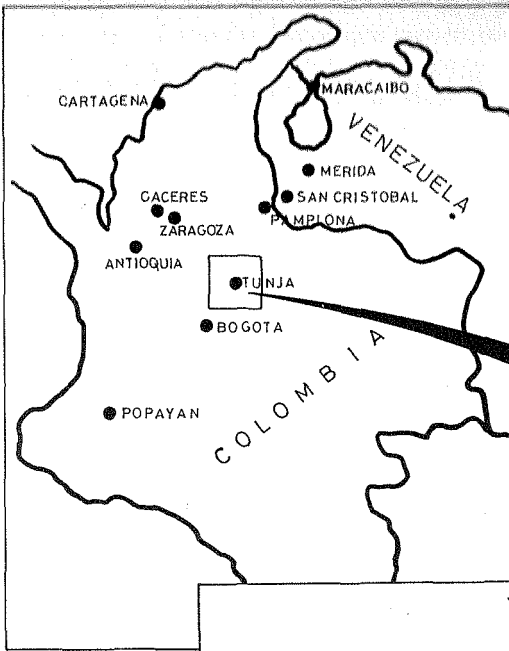 MARACAIBO
CARTAGENA
VENEZUELA
MERIDA
SAN CRISTOBAL
CACERES
PAMPLONA
ZARAGOZA
ANTIOQUIA
TUNJA
BOGOTA
COLOMBIA
POPAYAN